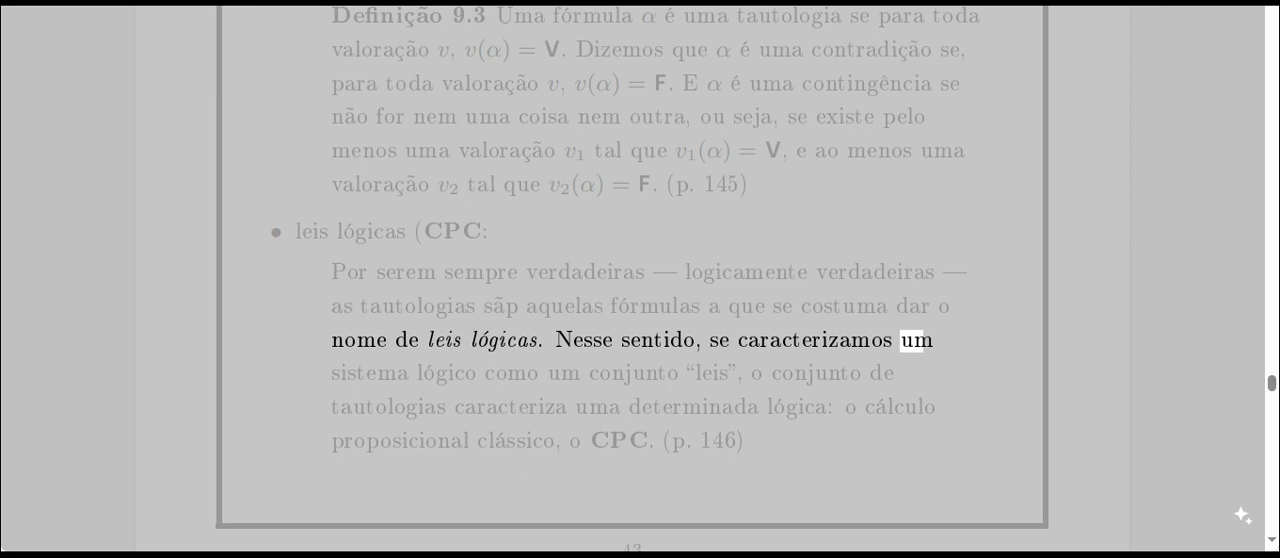 Definição 9.3 Uma fórmula α é uma tautologia se para toda
valoração v, v(α) = V. Dizemos que α é uma contradição se,
para toda valoração v, v(α) = F. E α é uma contingência se
não for nem uma coisa nem outra, ou seja, se existe pelo
menos uma valoração v₁ tal que v₁(α) = V, e ao menos uma
valoração v₂ tal que v₂(α) = F. (p. 145)
• leis lógicas (CPC:
Por serem sempre verdadeiras — logicamente verdadeiras —
as tautologias sãp aquelas fórmulas a que se costuma dar o
nome de leis lógicas. Nesse sentido, se caracterizamos um
sistema lógico como um conjunto “leis”, o conjunto de
tautologias caracteriza uma determinada lógica: o cálculo
proposicional clássico, o CPC. (p. 146)
43